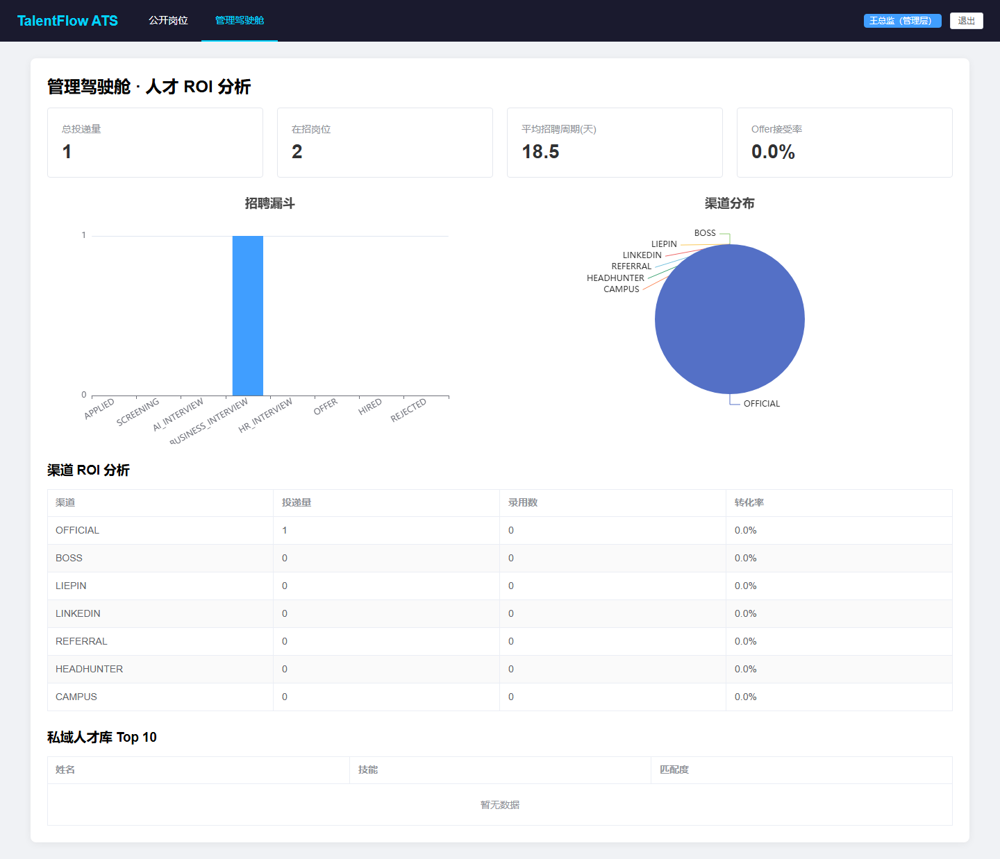 TalentFlow ATS 公开岗位 管理驾驶舱 王总监（管理层） 退出
管理驾驶舱 · 人才 ROI 分析
总投递量 在招岗位 平均招聘周期(天) Offer接受率
1 2 18.5 0.0%
招聘漏斗
1
0
APPLIED SCREENING AI_INTERVIEW BUSINESS_INTERVIEW HR_INTERVIEW OFFER HIRED REJECTED
渠道分布
BOSS
LIEPIN
LINKEDIN
REFERRAL
HEADHUNTER
CAMPUS
OFFICIAL
渠道 ROI 分析
渠道 投递量 录用数 转化率
OFFICIAL 1 0 0.0%
BOSS 0 0 0.0%
LIEPIN 0 0 0.0%
LINKEDIN 0 0 0.0%
REFERRAL 0 0 0.0%
HEADHUNTER 0 0 0.0%
CAMPUS 0 0 0.0%
私域人才库 Top 10
姓名 技能 匹配度
暂无数据